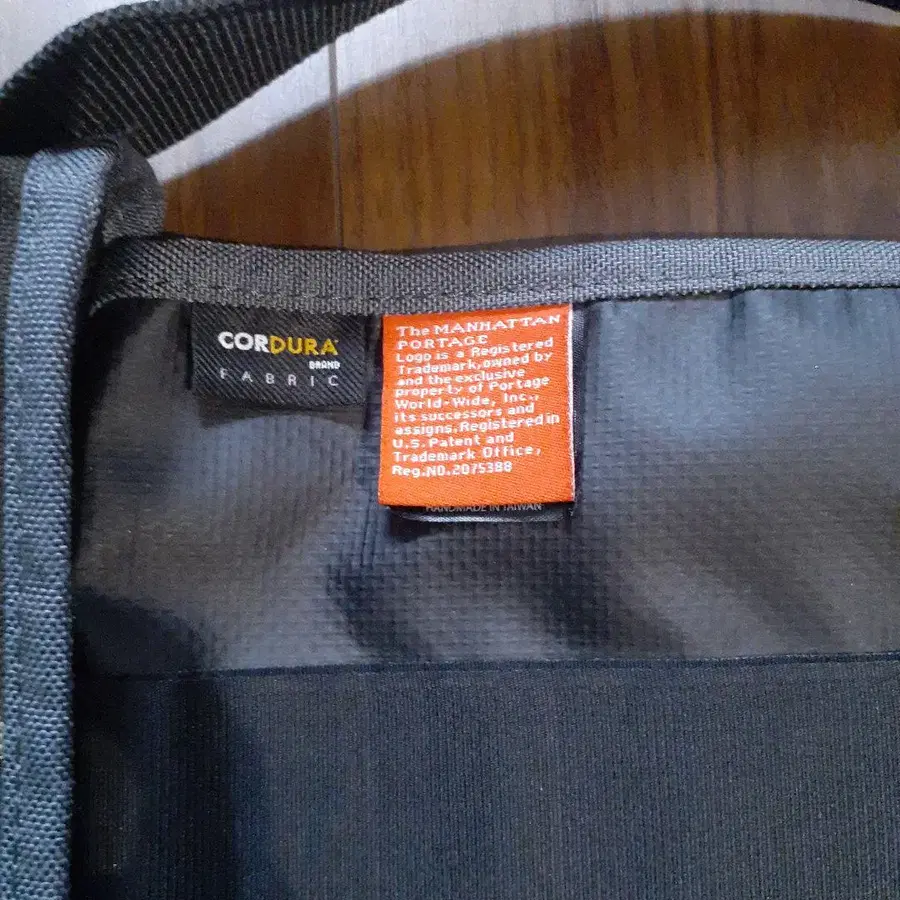 CORDURA
BRAND
FABRIC
The MANHATTAN
PORTAGE
Logo is a Registered
Trademark,owned by
and the exclusive
property of Portage
World-Wide, Inc.,
its successors and
assigns.Registered in
U.S. Patent and
Trademark Office,
Reg.NO.2075388
HANDMADE IN TAIWAN